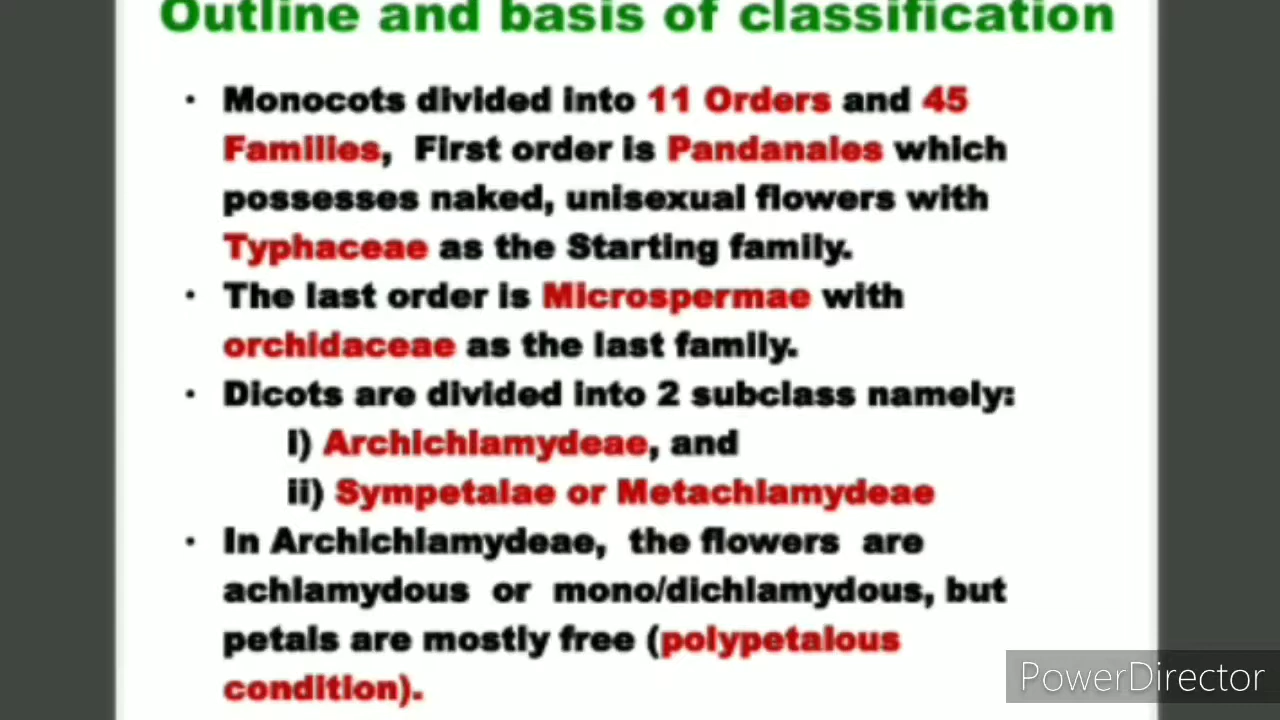 Outline and basis of classification
• Monocots divided into 11 Orders and 45
Families, First order is Pandanales which
possesses naked, unisexual flowers with
Typhaceae as the Starting family.
• The last order is Microspermae with
orchidaceae as the last family.
• Dicots are divided into 2 subclass namely:
i) Archichlamydeae, and
ii) Sympetalae or Metachlamydeae
• In Archichlamydeae, the flowers are
achlamydous or mono/dichlamydous, but
petals are mostly free (polypetalous
condition).
PowerDirector